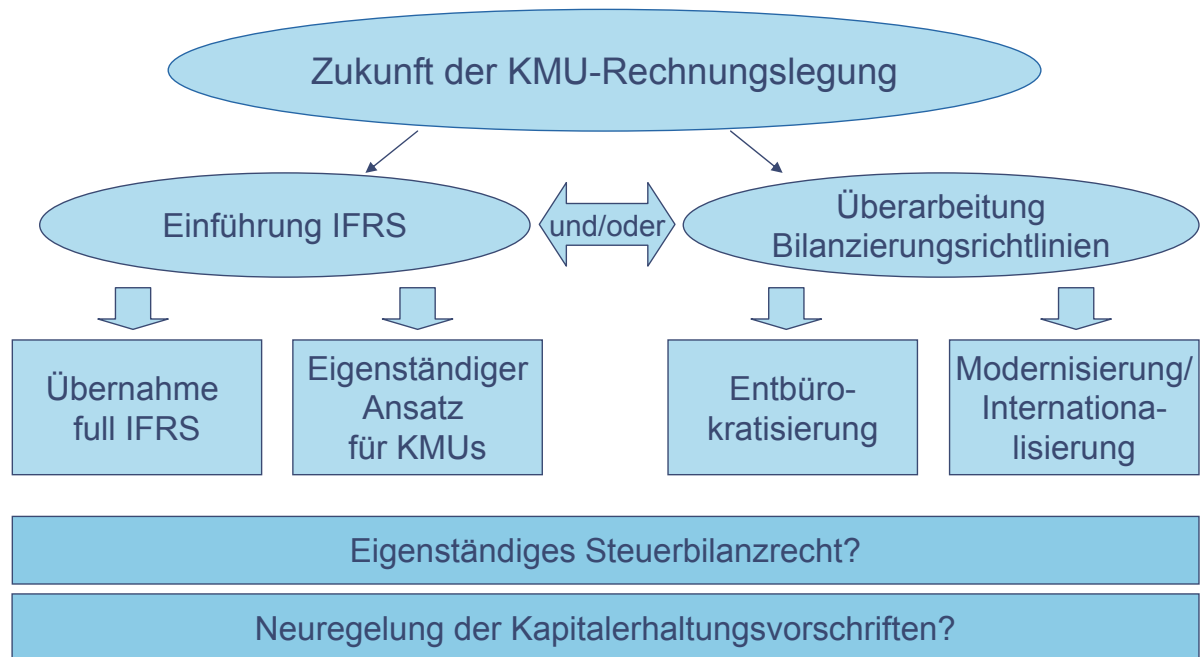 Zukunft der KMU-Rechnungslegung
Einführung IFRS
und/oder
Überarbeitung
Bilanzierungsrichtlinien
Übernahme
full IFRS
Eigenständiger
Ansatz
für KMUs
Entbüro-
kratisierung
Modernisierung/
Internationa-
lisierung
Eigenständiges Steuerbilanzrecht?
Neuregelung der Kapitalerhaltungsvorschriften?